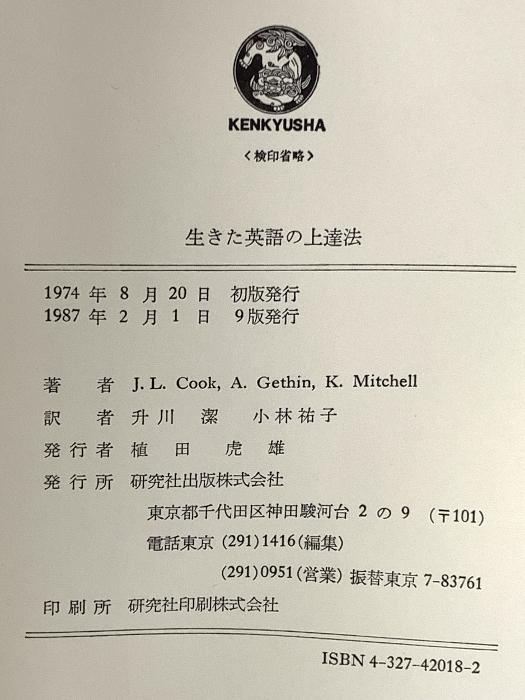 KENKYUSHA
〈検印省略〉
生きた英語の上達法
1974 年 8 月 20 日 初版発行
1987 年 2 月 1 日 9版発行
著者 J. L. Cook, A. Gethin, K. Mitchell
訳者 升川 潔 小林祐子
発行者 植田 虎雄
発行所 研究社出版株式会社
東京都千代田区神田駿河台 2 の 9 (〒101)
電話東京 (291)1416(編集)
(291)0951(営業) 振替東京 7-83761
印刷所 研究社印刷株式会社
ISBN 4-327-42018-2